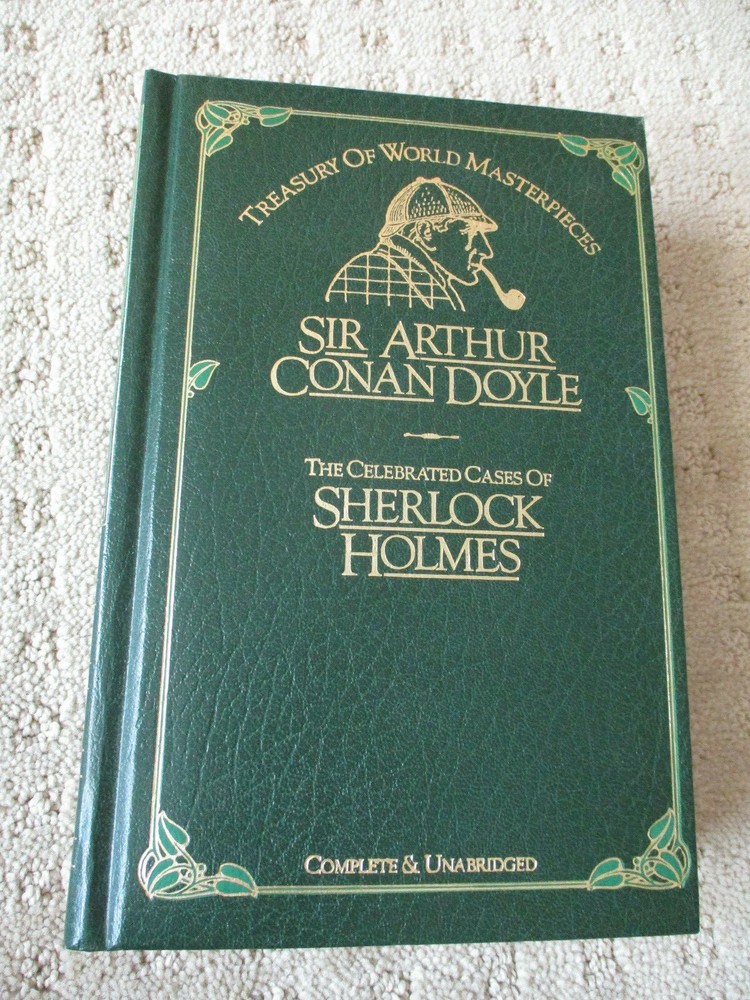 TREASURY OF WORLD MASTERPIECES
SIR ARTHUR
CONAN DOYLE
THE CELEBRATED CASES OF
SHERLOCK
HOLMES
COMPLETE & UNABRIDGED